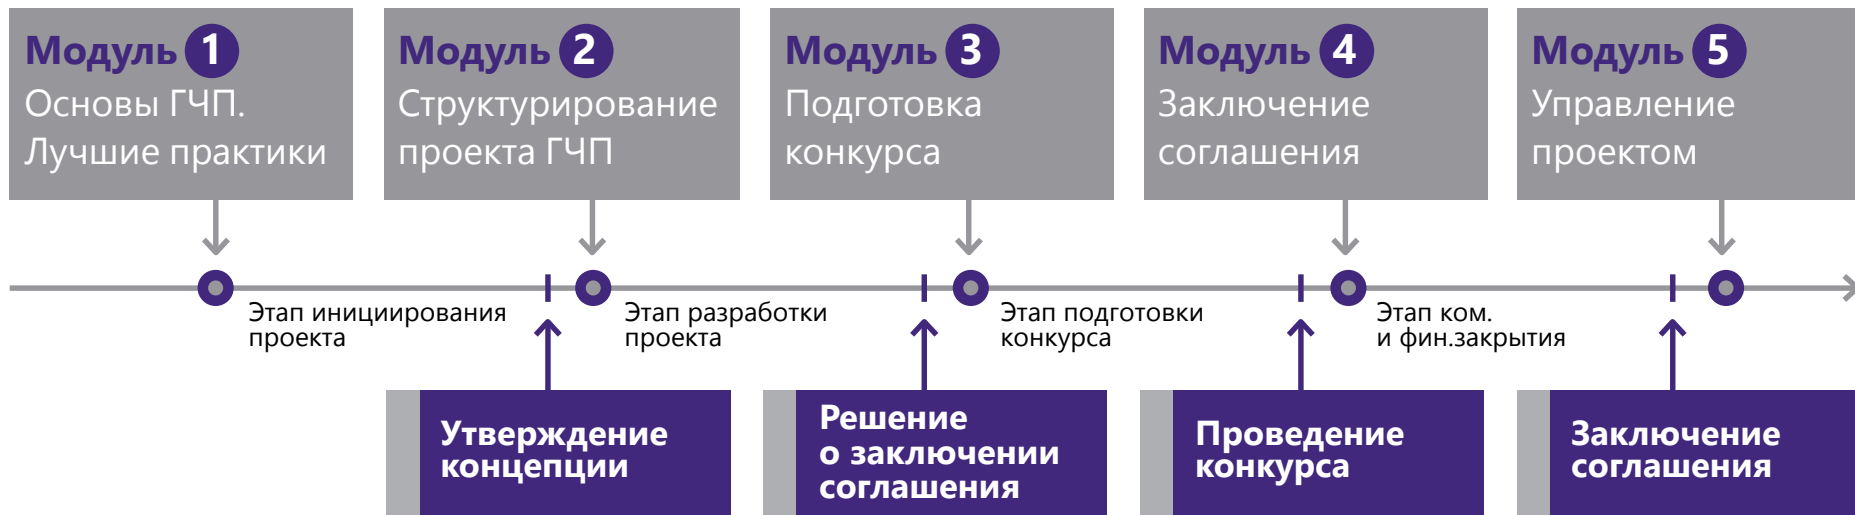 Модуль 1
Основы ГЧП.
Лучшие практики
Модуль 2
Структурирование
проекта ГЧП
Модуль 3
Подготовка
конкурса
Модуль 4
Заключение
соглашения
Модуль 5
Управление
проектом
Этап инициирования
проекта
Этап разработки
проекта
Этап подготовки
конкурса
Этап ком.
и фин.закрытия
Утверждение
концепции
Решение
о заключении
соглашения
Проведение
конкурса
Заключение
соглашения